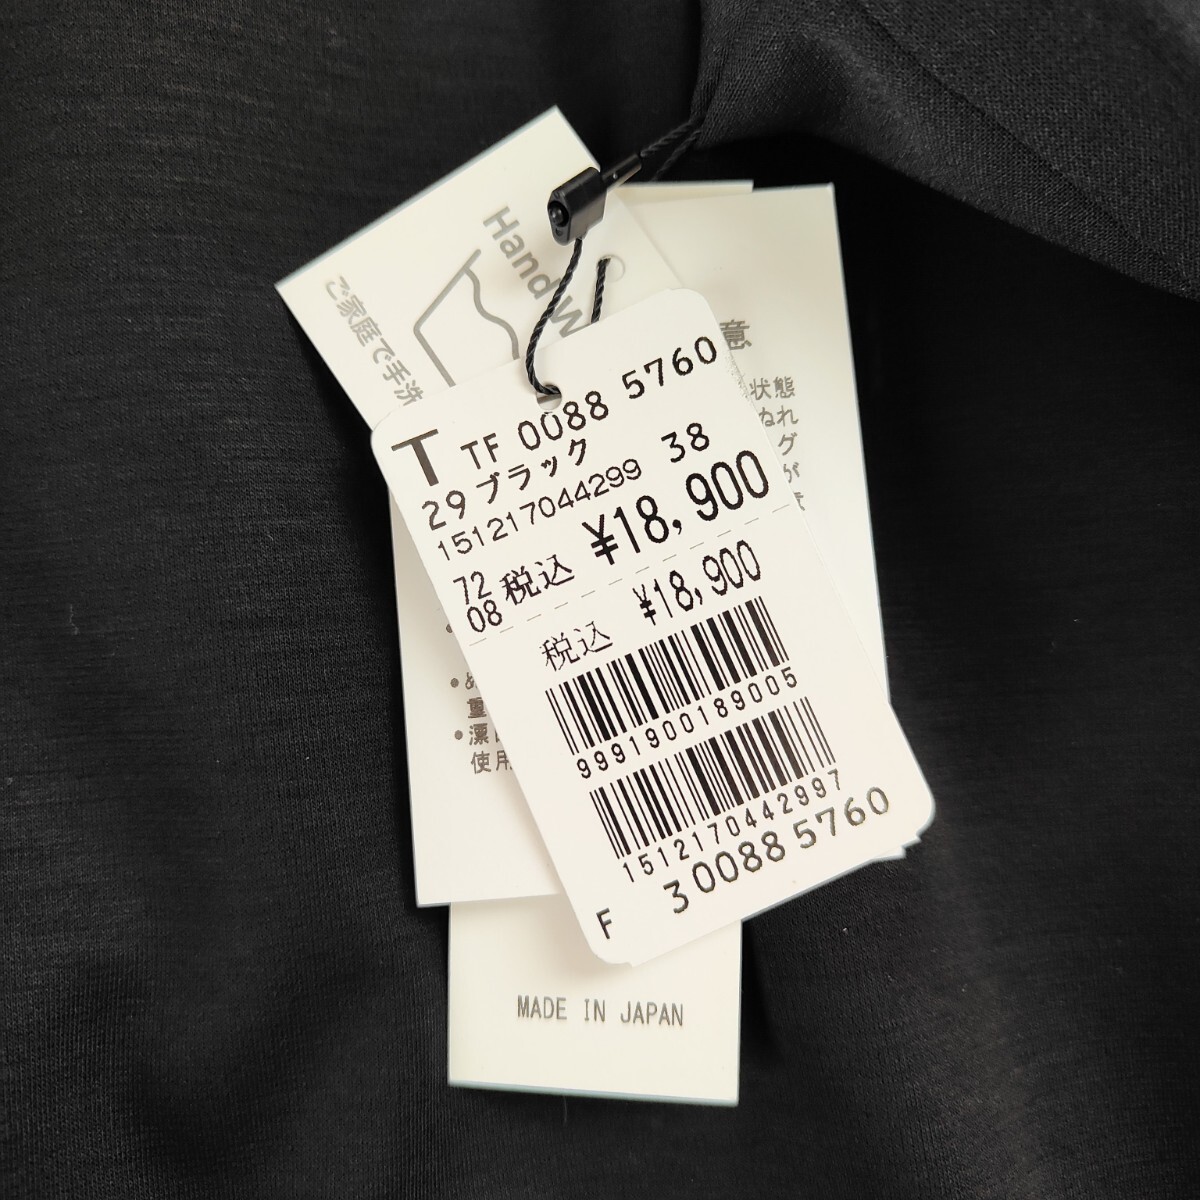 Hand W
ご家庭で手洗
意
状態
ぬれ
グ
が
T TF 0088 5760
29 ブラック
151217044299 38
72
08 税込 ¥18,900
税込 ¥18,900
9991900189005
1512170442997
F 30088 5760
重
漂
使用
MADE IN JAPAN